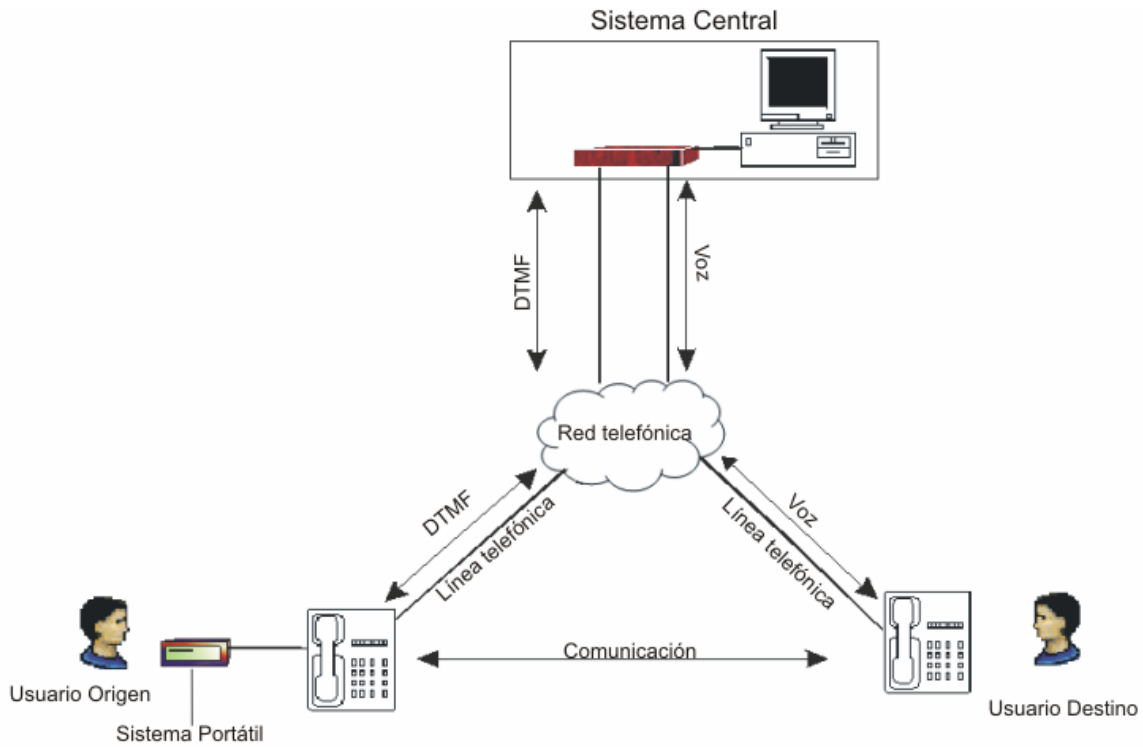 Sistema Central
DTMF
Voz
Red telefónica
DTMF
Línea telefónica
Voz
Línea telefónica
Comunicación
Usuario Origen
Sistema Portátil
Usuario Destino